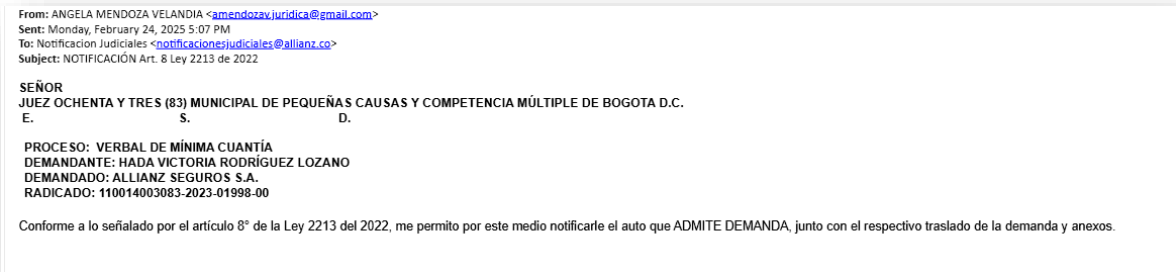 From: ANGELA MENDOZA VELANDIA <amendozav.juridica@gmail.com>
Sent: Monday, February 24, 2025 5:07 PM
To: Notificacion Judiciales <notificacionesjudiciales@allianz.co>
Subject: NOTIFICACIÓN Art. 8 Ley 2213 de 2022
SEÑOR
JUEZ OCHENTA Y TRES (83) MUNICIPAL DE PEQUEÑAS CAUSAS Y COMPETENCIA MÚLTIPLE DE BOGOTA D.C.
E. S. D.
PROCESO: VERBAL DE MÍNIMA CUANTÍA
DEMANDANTE: HADA VICTORIA RODRÍGUEZ LOZANO
DEMANDADO: ALLIANZ SEGUROS S.A.
RADICADO: 110014003083-2023-01998-00
Conforme a lo señalado por el artículo 8° de la Ley 2213 del 2022, me permito por este medio notificarle el auto que ADMITE DEMANDA, junto con el respectivo traslado de la demanda y anexos.